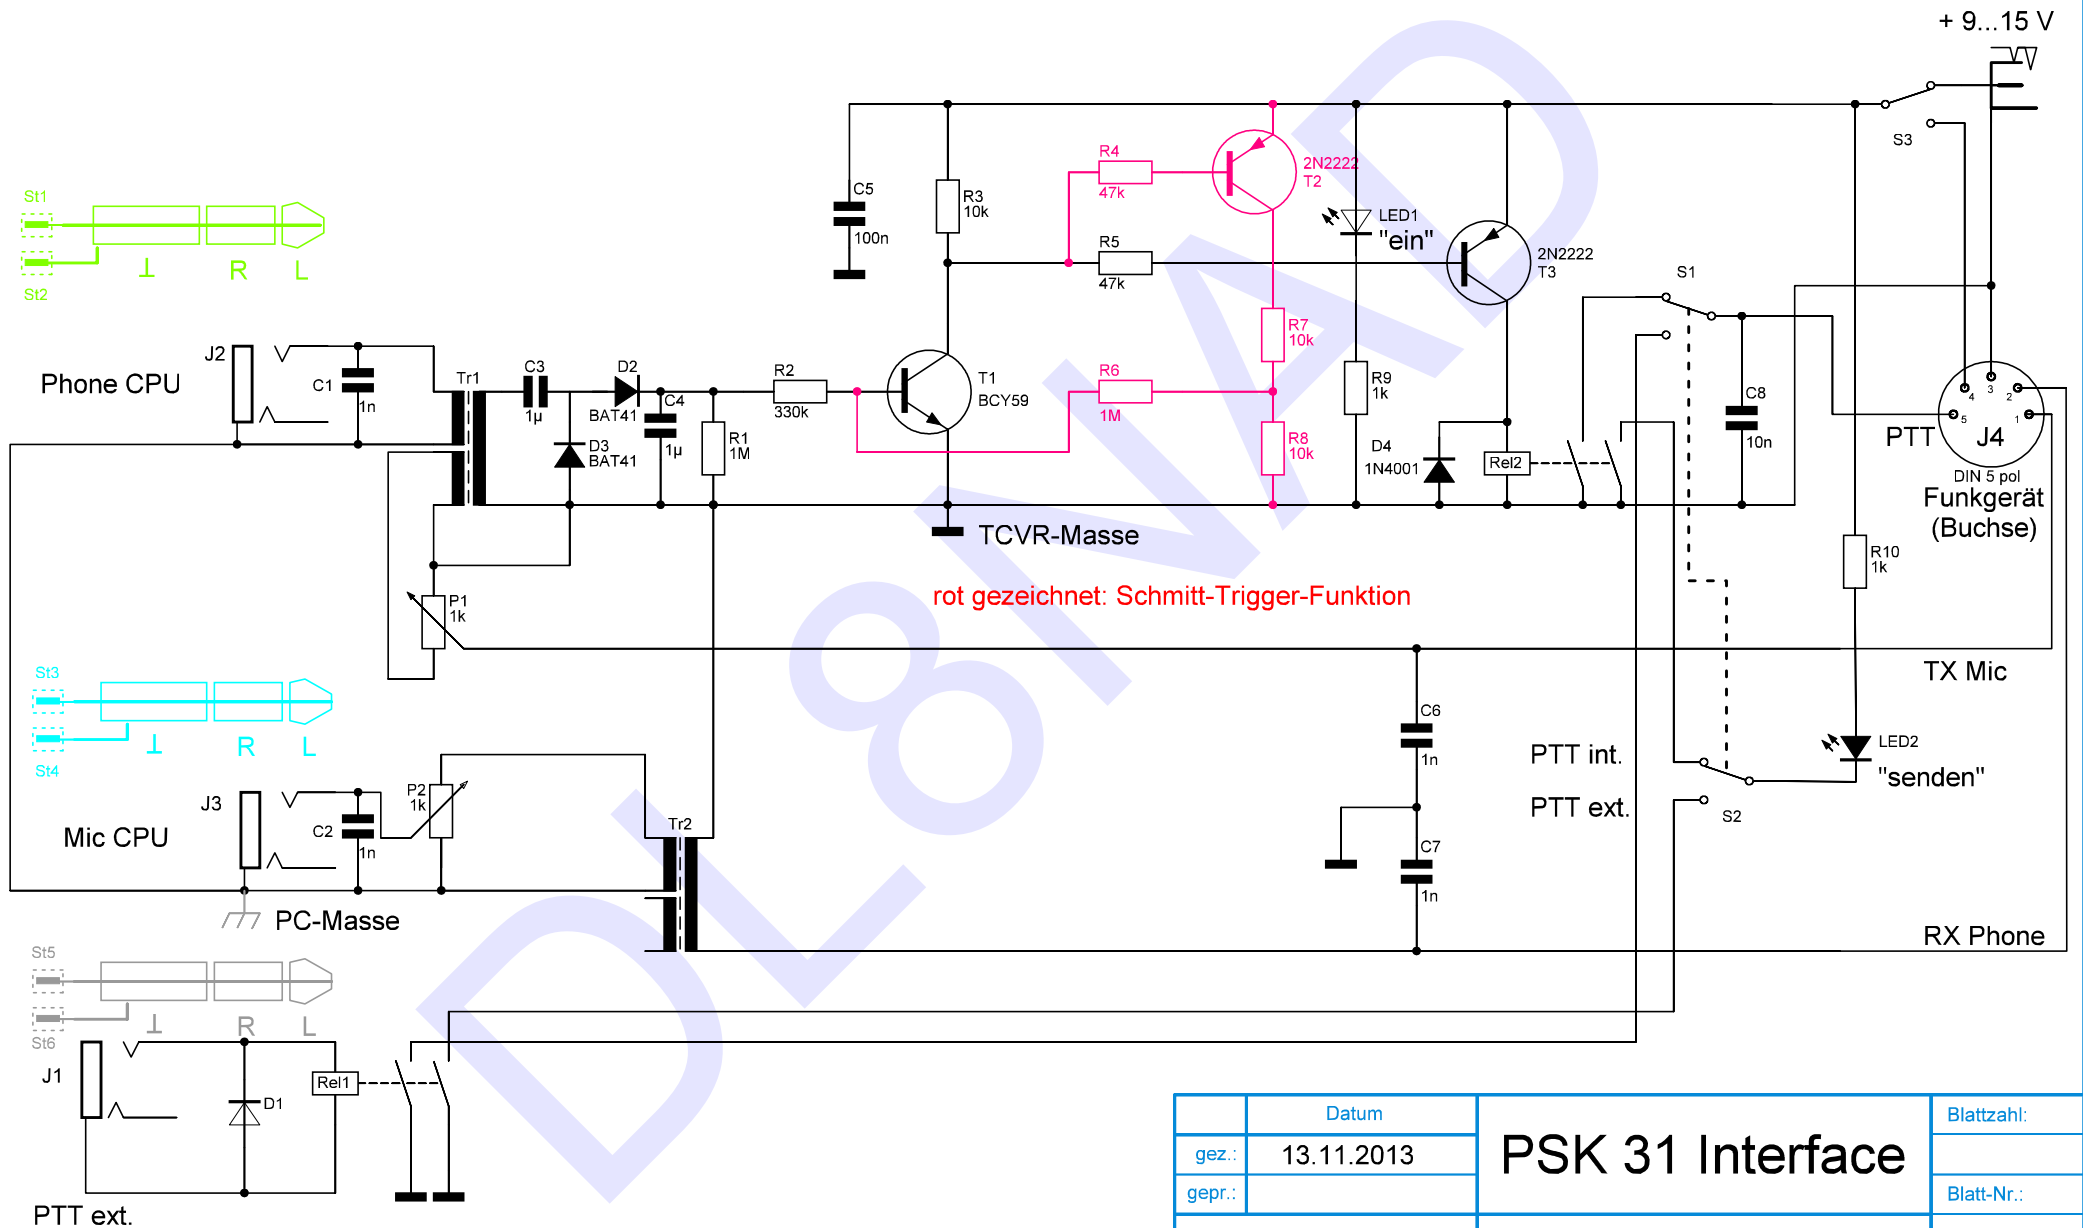 + 9...15 V
S3
St1
⊥ R L
St2
C5
100n
R3
10k
R4
47k
2N2222
T2
LED1
"ein"
R5
47k
2N2222
T3
S1
J2
Phone CPU
C1
1n
Tr1
C3
1µ
D2
BAT41
D3
BAT41
C4
1µ
R1
1M
R2
330k
T1
BCY59
R6
1M
R7
10k
R8
10k
R9
1k
D4
1N4001
Rel2
C8
10n
PTT
4 3 2
5 1
J4
DIN 5 pol
Funkgerät
(Buchse)
TCVR-Masse
R10
1k
rot gezeichnet: Schmitt-Trigger-Funktion
P1
1k
TX Mic
St3
⊥ R L
St4
C6
1n
PTT int.
LED2
"senden"
PTT ext.
S2
J3
Mic CPU
C2
1n
P2
1k
Tr2
C7
1n
PC-Masse
RX Phone
St5
⊥ R L
St6
J1
D1
Rel1
PTT ext.
DL8NAD
Datum
gez.: 13.11.2013
gepr.:
PSK 31 Interface
Blattzahl:
Blatt-Nr.: